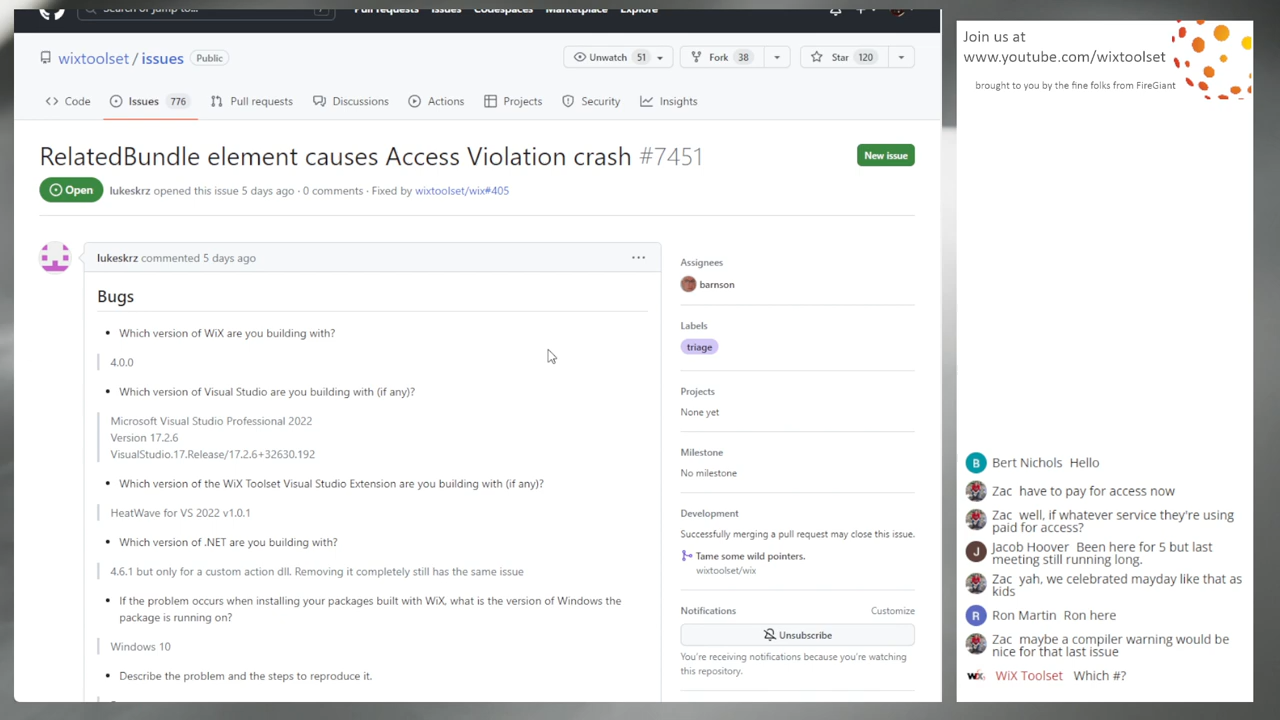 Search or jump to...
Pull requests Issues Codespaces Marketplace Explore
wixtoolset / issues Public
Unwatch 51
Fork 38
Star 120
Code
Issues 776
Pull requests
Discussions
Actions
Projects
Security
Insights
RelatedBundle element causes Access Violation crash #7451
New issue
Open
lukeskrz opened this issue 5 days ago · 0 comments · Fixed by wixtoolset/wix#405
lukeskrz commented 5 days ago
Bugs
• Which version of WiX are you building with?
4.0.0
• Which version of Visual Studio are you building with (if any)?
Microsoft Visual Studio Professional 2022
Version 17.2.6
VisualStudio.17.Release/17.2.6+32630.192
• Which version of the WiX Toolset Visual Studio Extension are you building with (if any)?
HeatWave for VS 2022 v1.0.1
• Which version of .NET are you building with?
4.6.1 but only for a custom action dll. Removing it completely still has the same issue
• If the problem occurs when installing your packages built with WiX, what is the version of Windows the
package is running on?
Windows 10
• Describe the problem and the steps to reproduce it.
Assignees
barnson
Labels
triage
Projects
None yet
Milestone
No milestone
Development
Successfully merging a pull request may close this issue.
Tame some wild pointers.
wixtoolset/wix
Notifications
Customize
Unsubscribe
You're receiving notifications because you're watching
this repository.
Join us at
www.youtube.com/wixtoolset
brought to you by the fine folks from FireGiant
B Bert Nichols Hello
Zac have to pay for access now
Zac well, if whatever service they're using
paid for access?
J Jacob Hoover Been here for 5 but last
meeting still running long.
Zac yah, we celebrated mayday like that as
kids
R Ron Martin Ron here
Zac maybe a compiler warning would be
nice for that last issue
WiX WiX Toolset Which #?